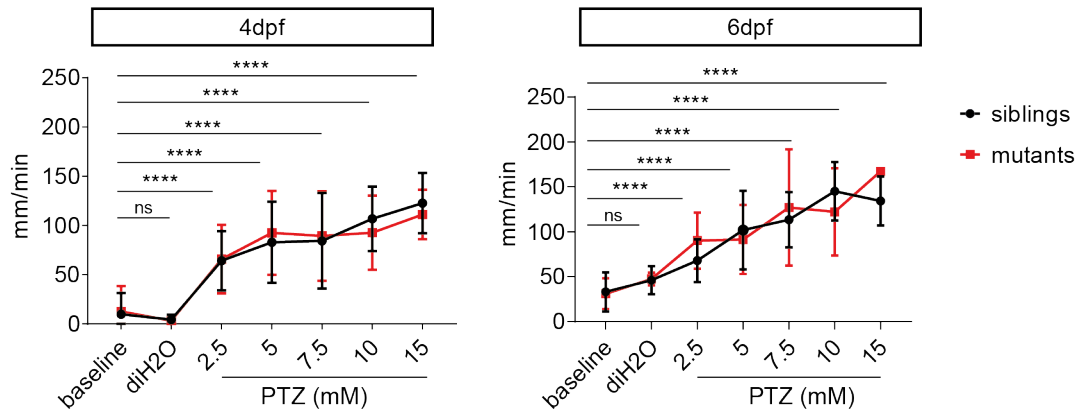 4dpf
****
****
****
****
****
ns
250
200
150
100
50
0
mm/min
baseline
diH2O
2.5
5
7.5
10
15
PTZ (mM)
6dpf
****
****
****
****
****
ns
250
200
150
100
50
0
mm/min
baseline
diH2O
2.5
5
7.5
10
15
PTZ (mM)
siblings
mutants